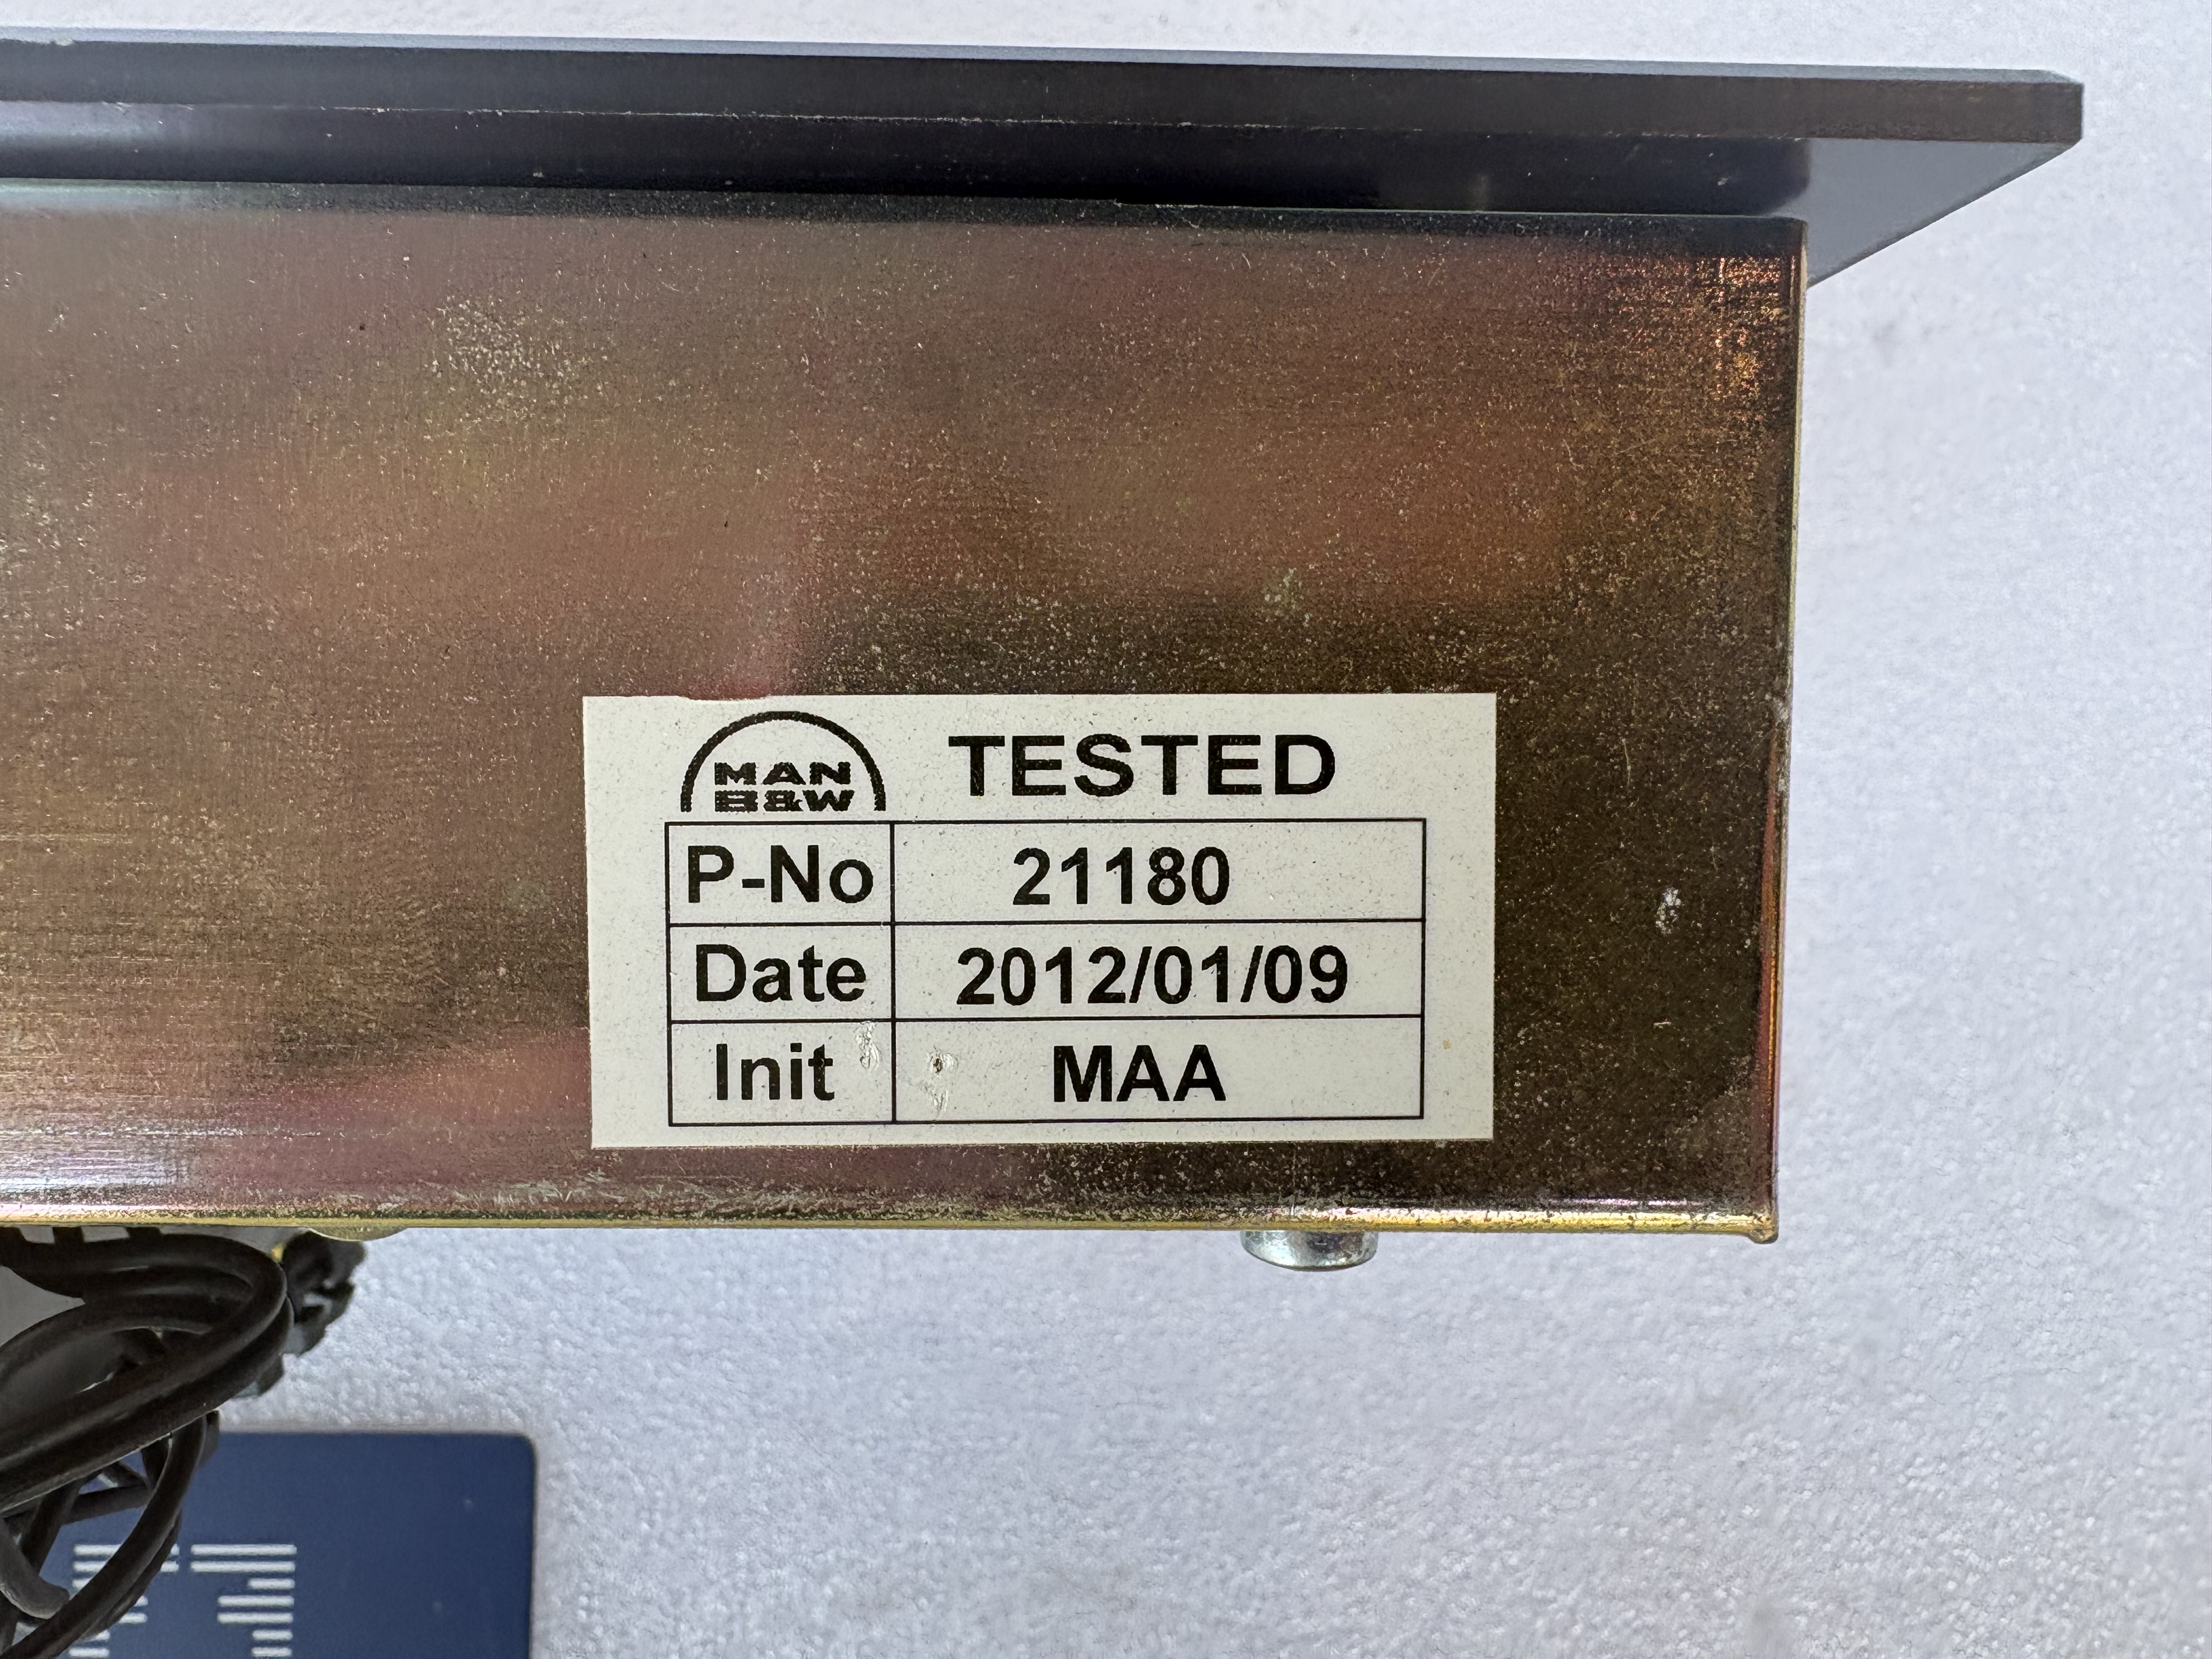 MAN
B&W
TESTED
P-No 21180
Date 2012/01/09
Init MAA